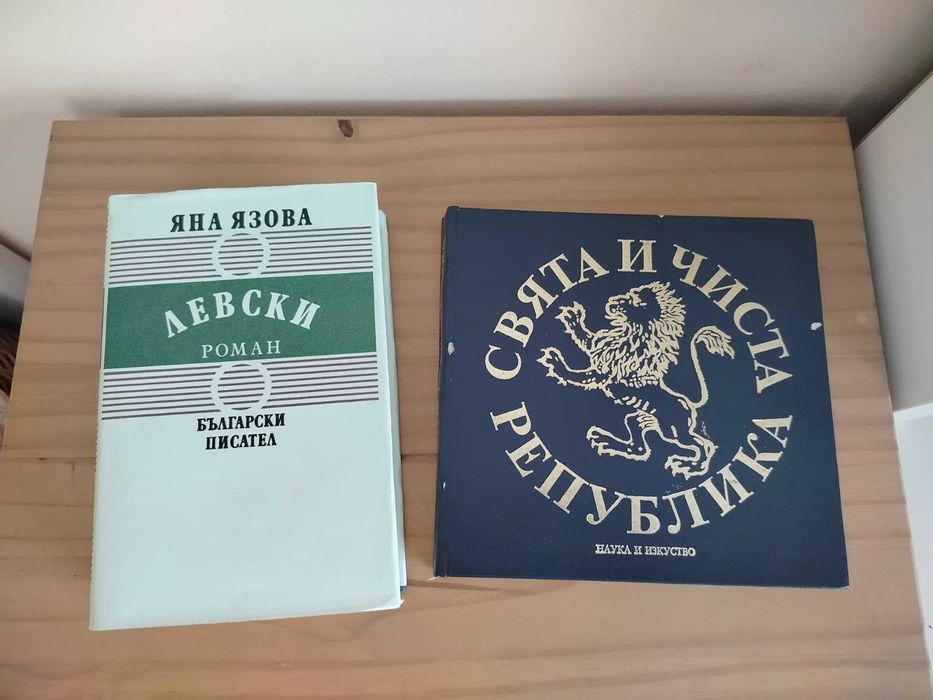 ЯНА ЯЗОВА
ЛЕВСКИ
РОМАН
БЪЛГАРСКИ
ПИСАТЕЛ
СВЯТА И ЧИСТА
РЕПУБЛИКА
НАУКА И ИЗКУСТВО